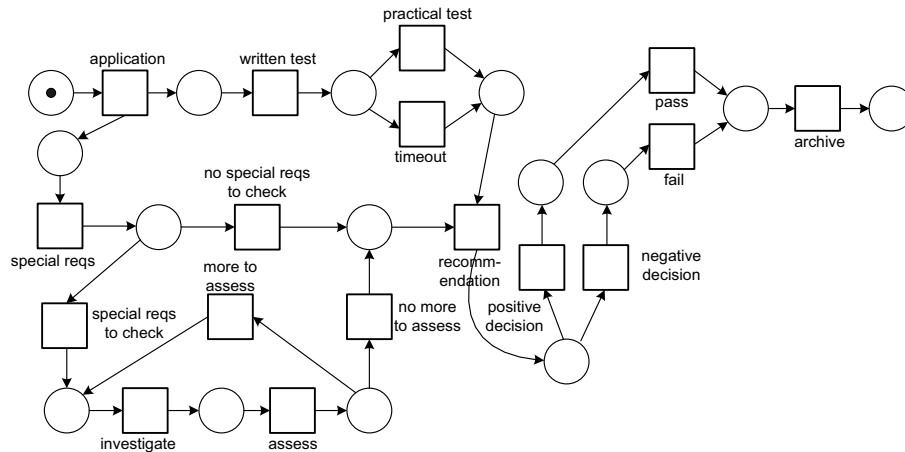 practical test
application
written test
timeout
pass
fail
archive
no special reqs
to check
special reqs
recomm-
endation
negative
decision
positive
decision
more to
assess
no more
to assess
special reqs
to check
investigate
assess